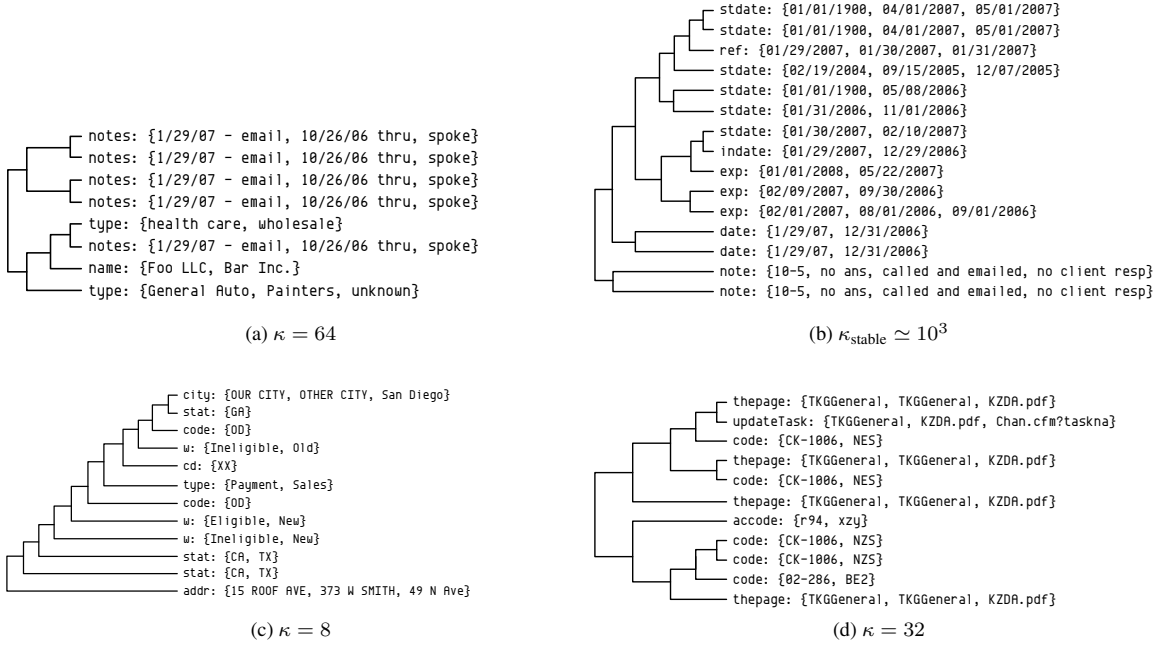 notes: {1/29/07 - email, 10/26/06 thru, spoke}
notes: {1/29/07 - email, 10/26/06 thru, spoke}
notes: {1/29/07 - email, 10/26/06 thru, spoke}
notes: {1/29/07 - email, 10/26/06 thru, spoke}
type: {health care, wholesale}
notes: {1/29/07 - email, 10/26/06 thru, spoke}
name: {Foo LLC, Bar Inc.}
type: {General Auto, Painters, unknown}
(a) κ = 64
stdate: {01/01/1900, 04/01/2007, 05/01/2007}
stdate: {01/01/1900, 04/01/2007, 05/01/2007}
ref: {01/29/2007, 01/30/2007, 01/31/2007}
stdate: {02/19/2004, 09/15/2005, 12/07/2005}
stdate: {01/01/1900, 05/08/2006}
stdate: {01/31/2006, 11/01/2006}
stdate: {01/30/2007, 02/10/2007}
indate: {01/29/2007, 12/29/2006}
exp: {01/01/2008, 05/22/2007}
exp: {02/09/2007, 09/30/2006}
exp: {02/01/2007, 08/01/2006, 09/01/2006}
date: {1/29/07, 12/31/2006}
date: {1/29/07, 12/31/2006}
note: {10-5, no ans, called and emailed, no client resp}
note: {10-5, no ans, called and emailed, no client resp}
(b) κstable ≃ 10³
city: {OUR CITY, OTHER CITY, San Diego}
stat: {GA}
code: {OD}
w: {Ineligible, Old}
cd: {XX}
type: {Payment, Sales}
code: {OD}
w: {Eligible, New}
w: {Ineligible, New}
stat: {CA, TX}
stat: {CA, TX}
addr: {15 ROOF AVE, 373 W SMITH, 49 N Ave}
(c) κ = 8
thepage: {TKGGeneral, TKGGeneral, KZDA.pdf}
updateTask: {TKGGeneral, KZDA.pdf, Chan.cfm?taskna}
code: {CK-1006, NES}
thepage: {TKGGeneral, TKGGeneral, KZDA.pdf}
code: {CK-1006, NES}
thepage: {TKGGeneral, TKGGeneral, KZDA.pdf}
accode: {r94, xzy}
code: {CK-1006, NZS}
code: {CK-1006, NZS}
code: {02-286, BE2}
thepage: {TKGGeneral, TKGGeneral, KZDA.pdf}
(d) κ = 32